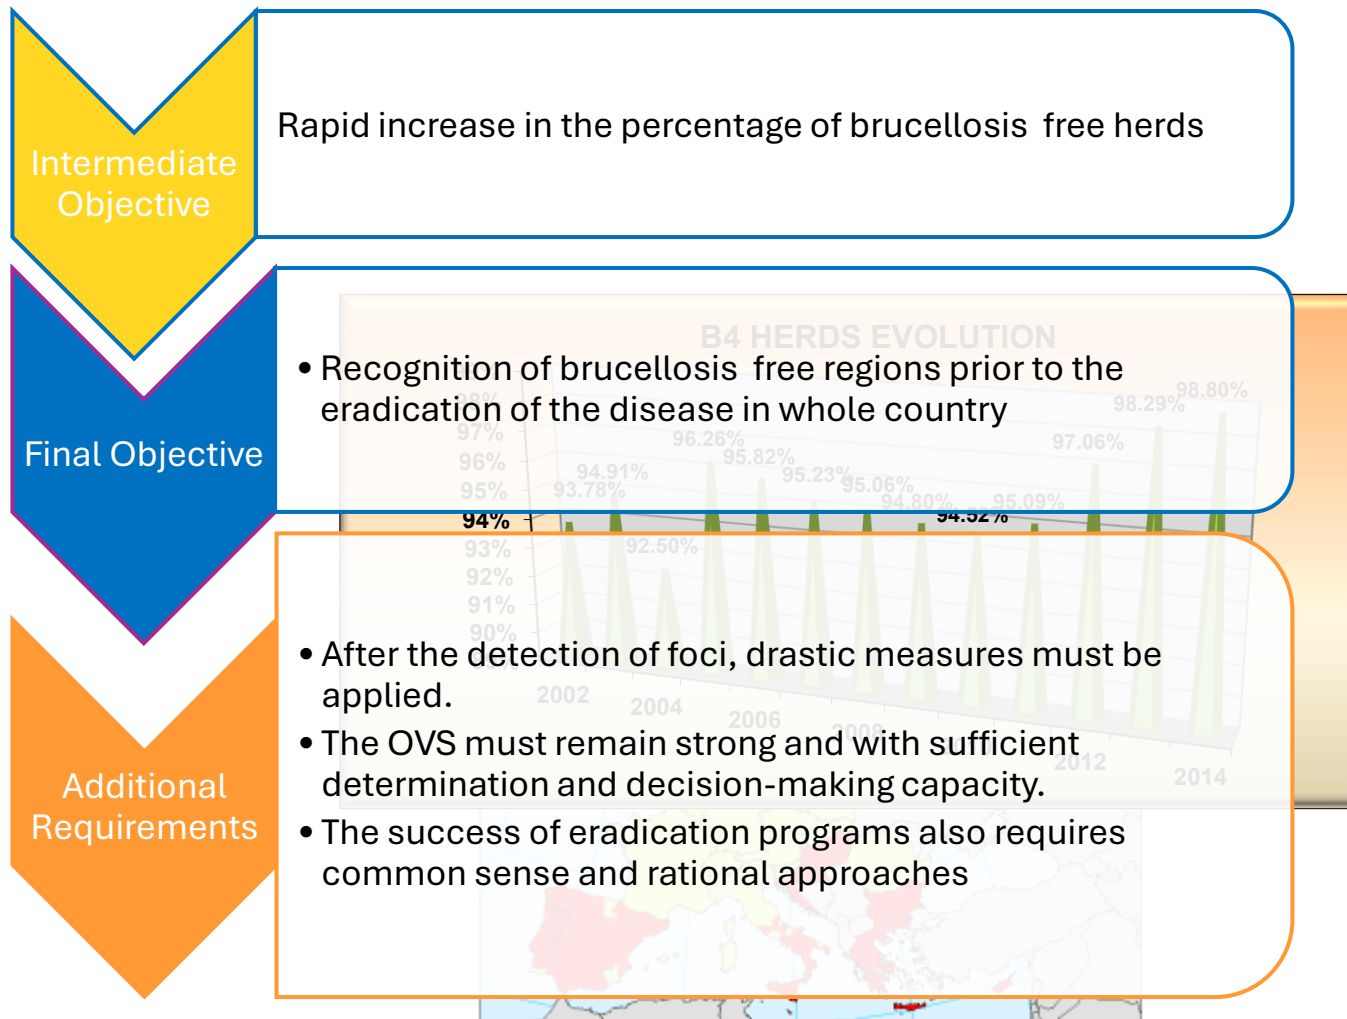 Intermediate
Objective
Rapid increase in the percentage of brucellosis  free herds
Final Objective
• Recognition of brucellosis  free regions prior to the
eradication of the disease in whole country
Additional
Requirements
• After the detection of foci, drastic measures must be
applied.
• The OVS must remain strong and with sufficient
determination and decision-making capacity.
• The success of eradication programs also requires
common sense and rational approaches
B4 HERDS EVOLUTION
98%
97%
96%
95%
94%
93%
92%
91%
90%
93.78%
94.91%
92.50%
96.26%
95.82%
95.23%
95.06%
94.80%
94.52%
95.09%
97.06%
98.29%
98.80%
2002
2004
2006
2008
2012
2014